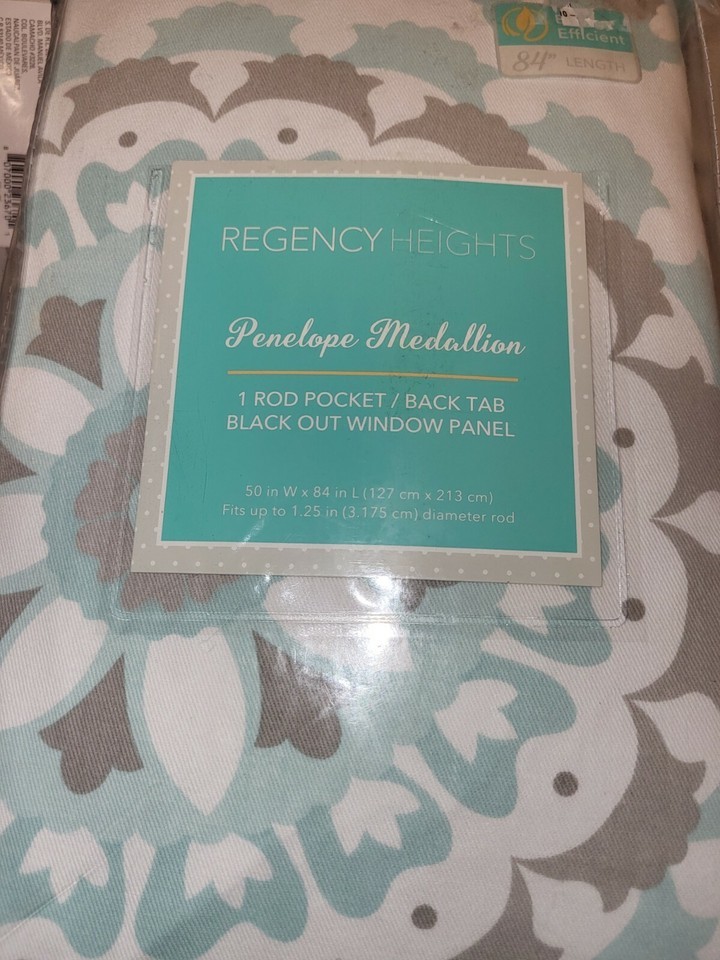 Efficient
84" LENGTH
REGENCY HEIGHTS
Penelope Medallion
1 ROD POCKET / BACK TAB
BLACK OUT WINDOW PANEL
50 in W x 84 in L (127 cm x 213 cm)
Fits up to 1.25 in (3.175 cm) diameter rod